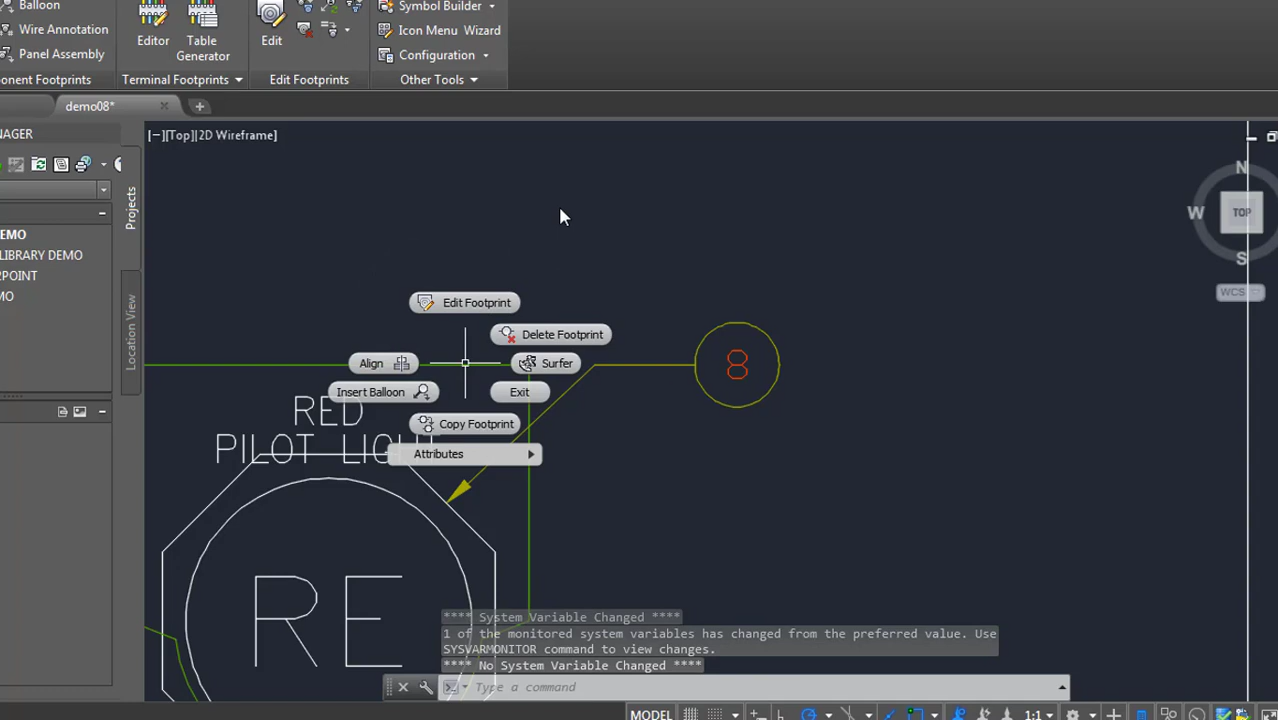 Balloon
Wire Annotation
Panel Assembly
onent Footprints
Editor
Table
Generator
Terminal Footprints
Edit
Edit Footprints
Symbol Builder
Icon Menu Wizard
Configuration
Other Tools
demo08*
NAGER
[−][Top][2D Wireframe]
Projects
Location View
EMO
LIBRARY DEMO
2POINT
MO
N
W
TOP
S
WCS
Edit Footprint
Delete Footprint
Align
Surfer
Insert Balloon
Exit
Copy Footprint
Attributes
8
RED
PILOT LIGHT
RE
**** System Variable Changed ****
1 of the monitored system variables has changed from the preferred value. Use
SYSVARMONITOR command to view changes.
**** No System Variable Changed ****
Type a command
MODEL
1:1